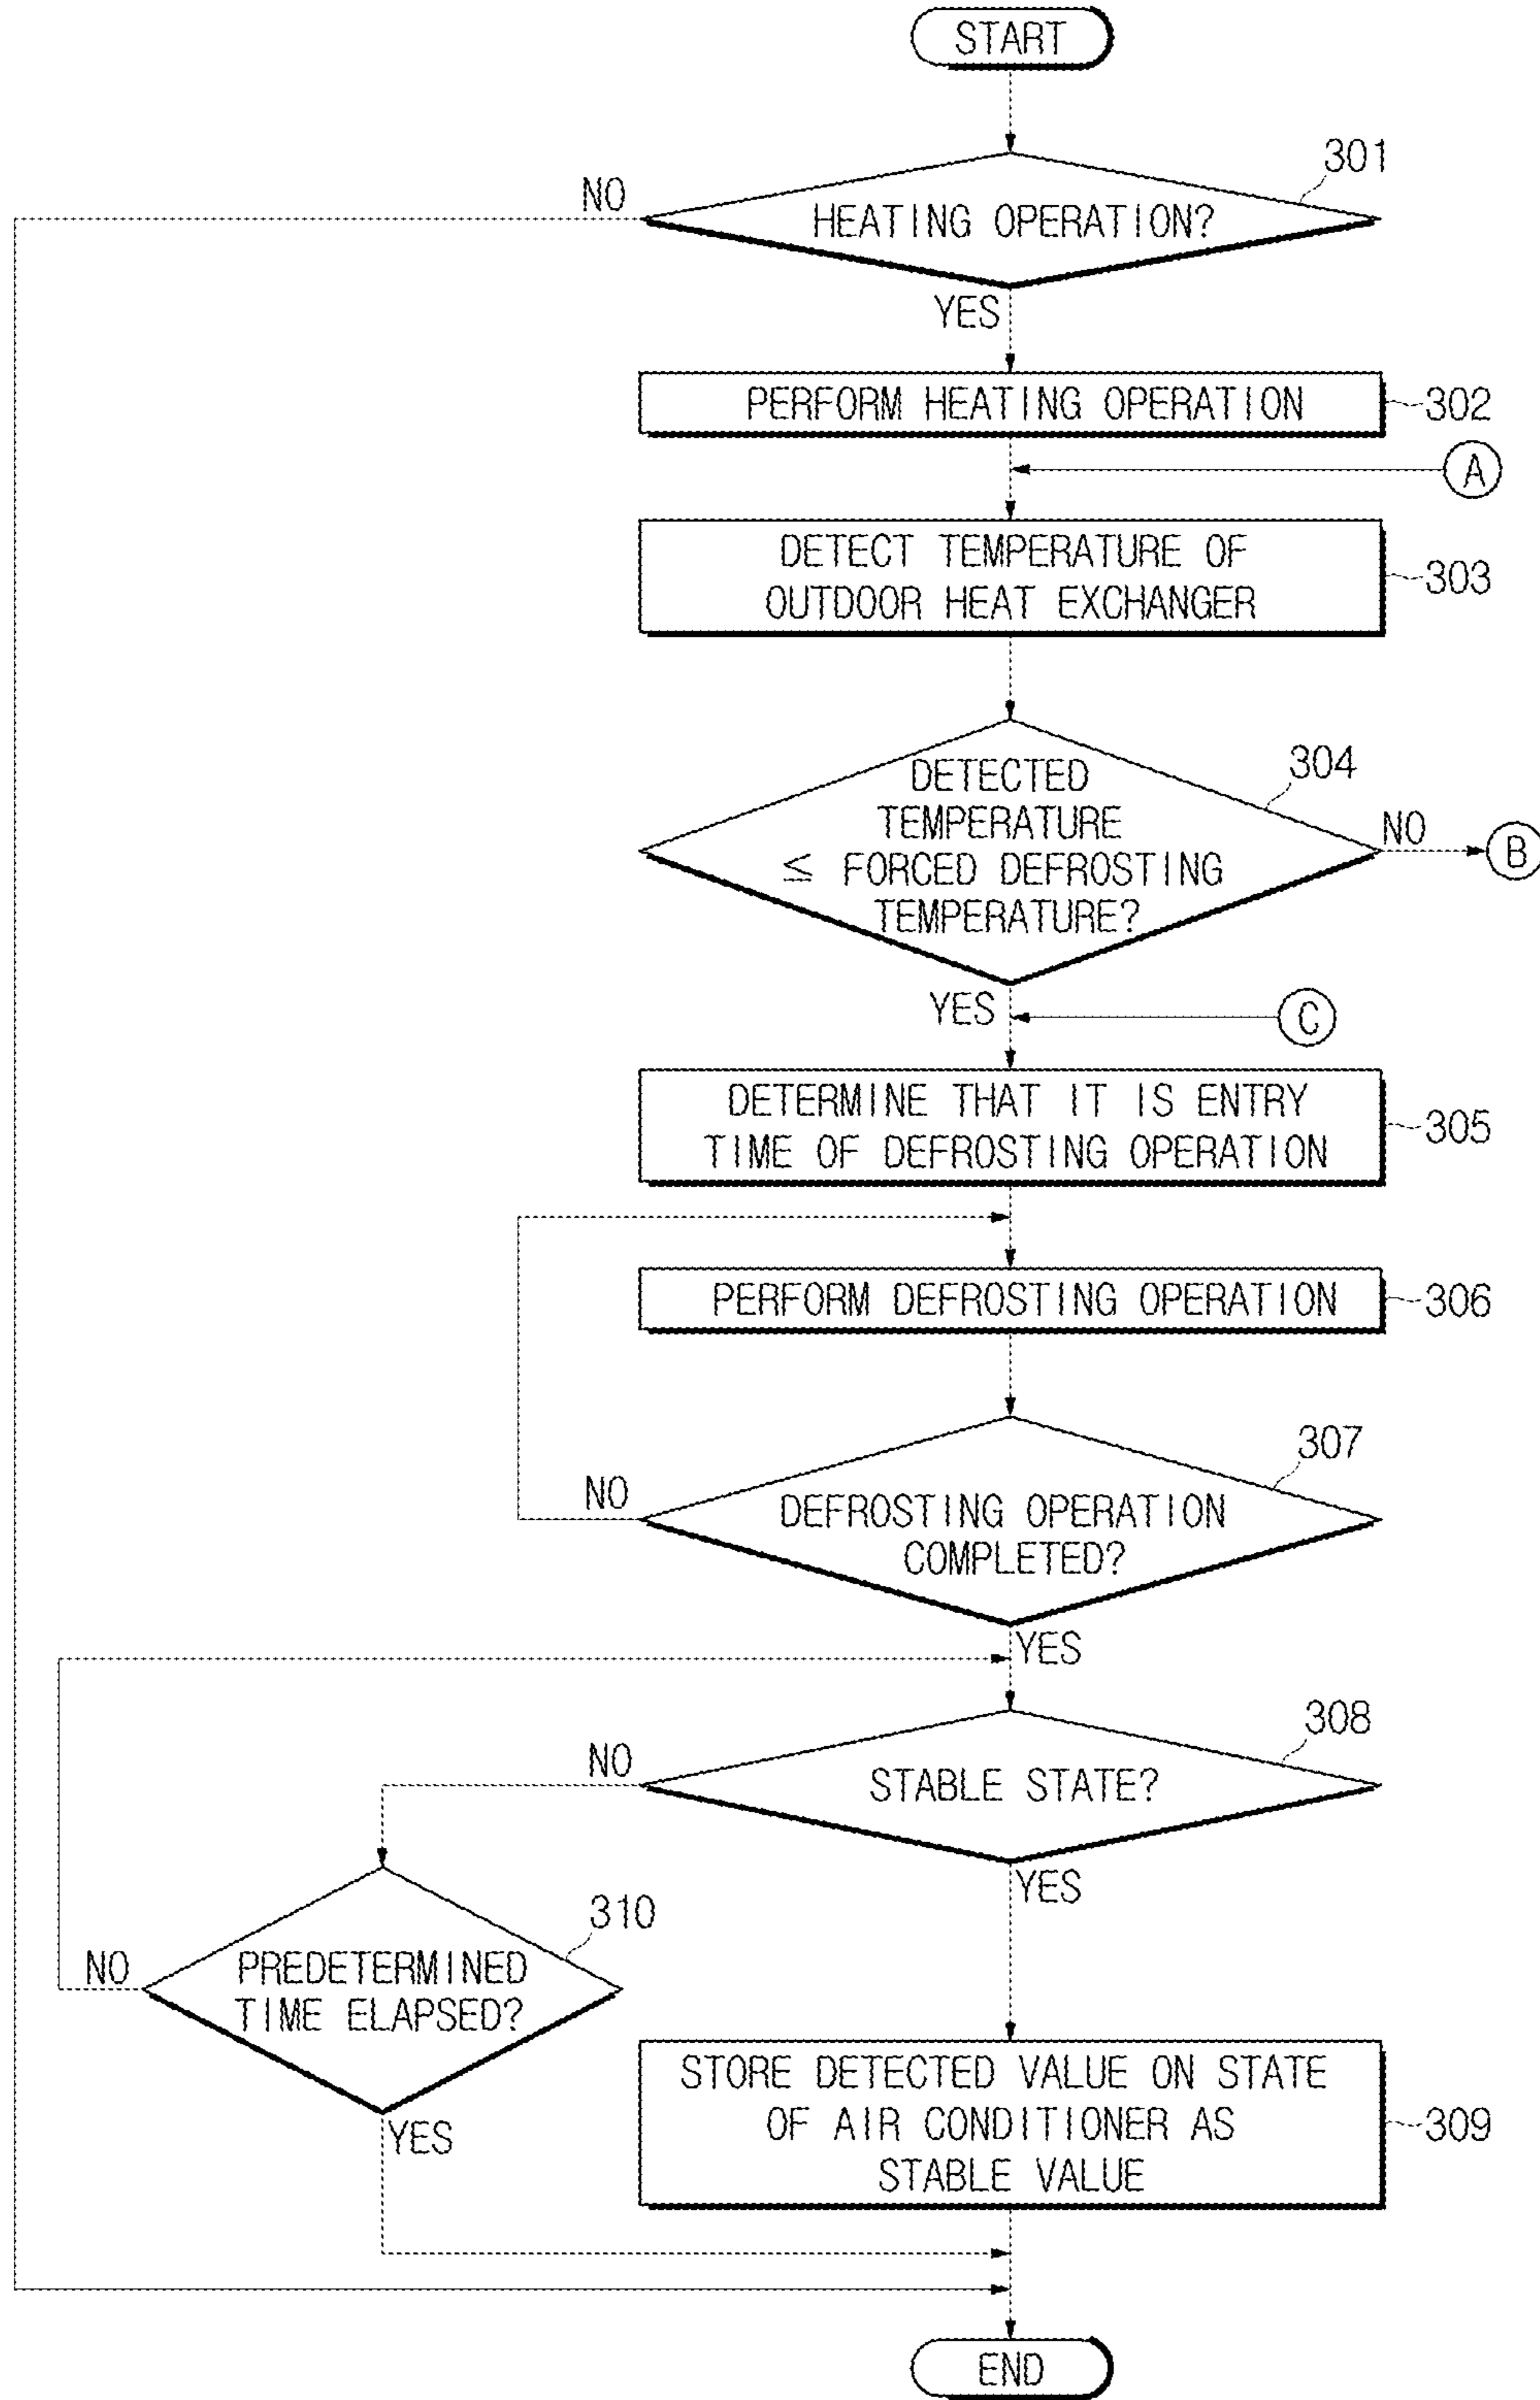 START
301
NO
HEATING OPERATION?
YES
PERFORM HEATING OPERATION
302
A
DETECT TEMPERATURE OF
OUTDOOR HEAT EXCHANGER
303
304
DETECTED
TEMPERATURE
≤ FORCED DEFROSTING
TEMPERATURE?
NO
B
YES
C
DETERMINE THAT IT IS ENTRY
TIME OF DEFROSTING OPERATION
305
PERFORM DEFROSTING OPERATION
306
307
NO
DEFROSTING OPERATION
COMPLETED?
YES
308
NO
STABLE STATE?
YES
310
NO
PREDETERMINED
TIME ELAPSED?
YES
STORE DETECTED VALUE ON STATE
OF AIR CONDITIONER AS
STABLE VALUE
309
END